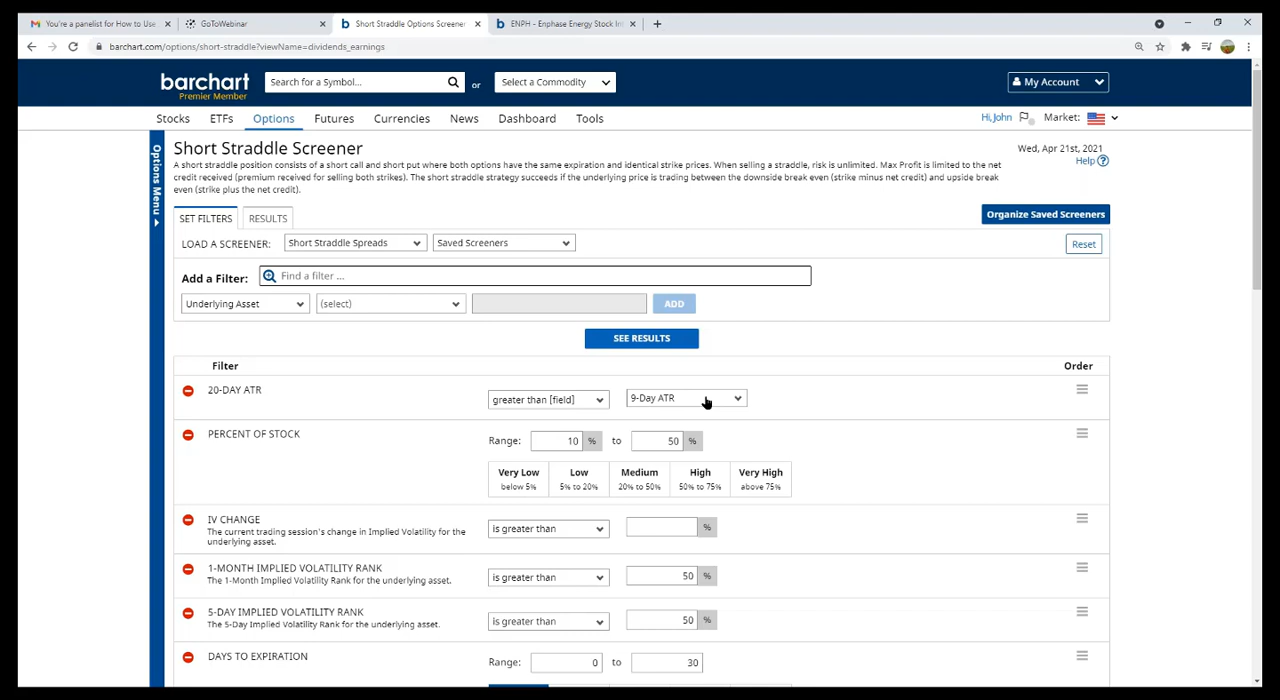 You're a panelist for How to Use
GoToWebinar
Short Straddle Options Screener
ENPH - Enphase Energy Stock In
barchart.com/options/short-straddle?viewName=dividends_earnings
barchart
Premier Member
Search for a Symbol...
or
Select a Commodity
My Account
Stocks ETFs Options Futures Currencies News Dashboard Tools
Hi, John Market:
Options Menu
Short Straddle Screener
Wed, Apr 21st, 2021
Help ?
A short straddle position consists of a short call and short put where both options have the same expiration and identical strike prices. When selling a straddle, risk is unlimited. Max Profit is limited to the net
credit received (premium received for selling both strikes). The short straddle strategy succeeds if the underlying price is trading between the downside break even (strike minus net credit) and upside break
even (strike plus the net credit).
SET FILTERS RESULTS
Organize Saved Screeners
LOAD A SCREENER: Short Straddle Spreads Saved Screeners Reset
Add a Filter: Find a filter ...
Underlying Asset (select) ADD
SEE RESULTS
Filter Order
20-DAY ATR greater than [field] 9-Day ATR
PERCENT OF STOCK Range: 10 % to 50 %
Very Low Low Medium High Very High
below 5% 5% to 20% 20% to 50% 50% to 75% above 75%
IV CHANGE is greater than %
The current trading session's change in Implied Volatility for the
underlying asset.
1-MONTH IMPLIED VOLATILITY RANK is greater than 50 %
The 1-Month Implied Volatility Rank for the underlying asset.
5-DAY IMPLIED VOLATILITY RANK is greater than 50 %
The 5-Day Implied Volatility Rank for the underlying asset.
DAYS TO EXPIRATION Range: 0 to 30